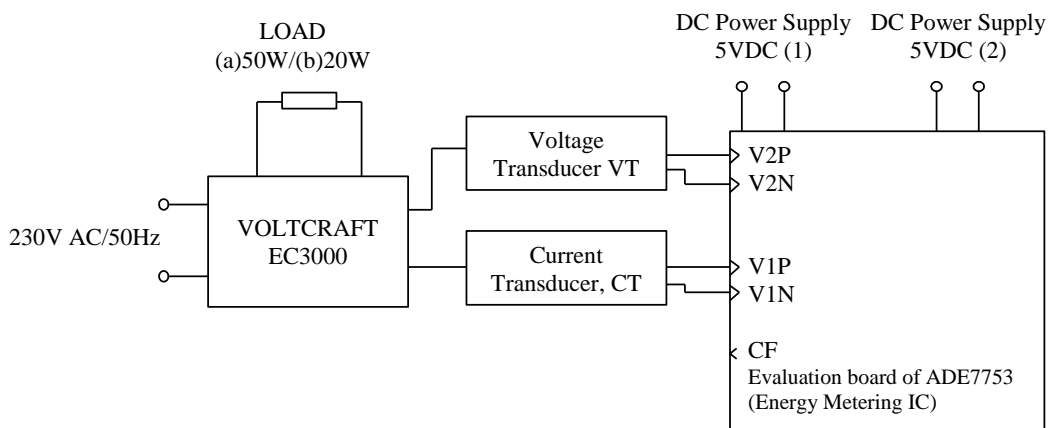 LOAD
(a)50W/(b)20W
DC Power Supply
5VDC (1)
DC Power Supply
5VDC (2)
230V AC/50Hz
VOLTCRAFT
EC3000
Voltage
Transducer VT
Current
Transducer, CT
V2P
V2N
V1P
V1N
CF
Evaluation board of ADE7753
(Energy Metering IC)